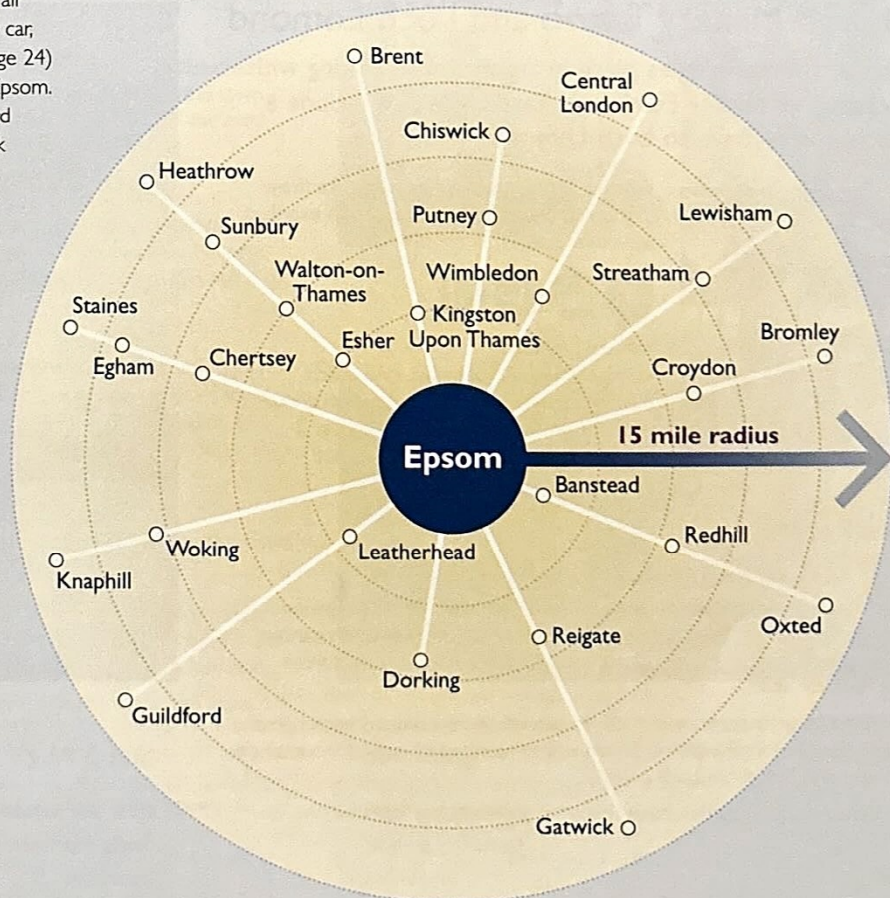 car,
ge 24)
psom.
d
k
Brent
Central
London
Chiswick
Heathrow
Putney
Lewisham
Sunbury
Walton-on-
Thames
Wimbledon
Streatham
Staines
Kingston
Upon Thames
Esher
Bromley
Egham
Chertsey
Croydon
15 mile radius
Epsom
Banstead
Redhill
Woking
Leatherhead
Knaphill
Oxted
Reigate
Dorking
Guildford
Gatwick